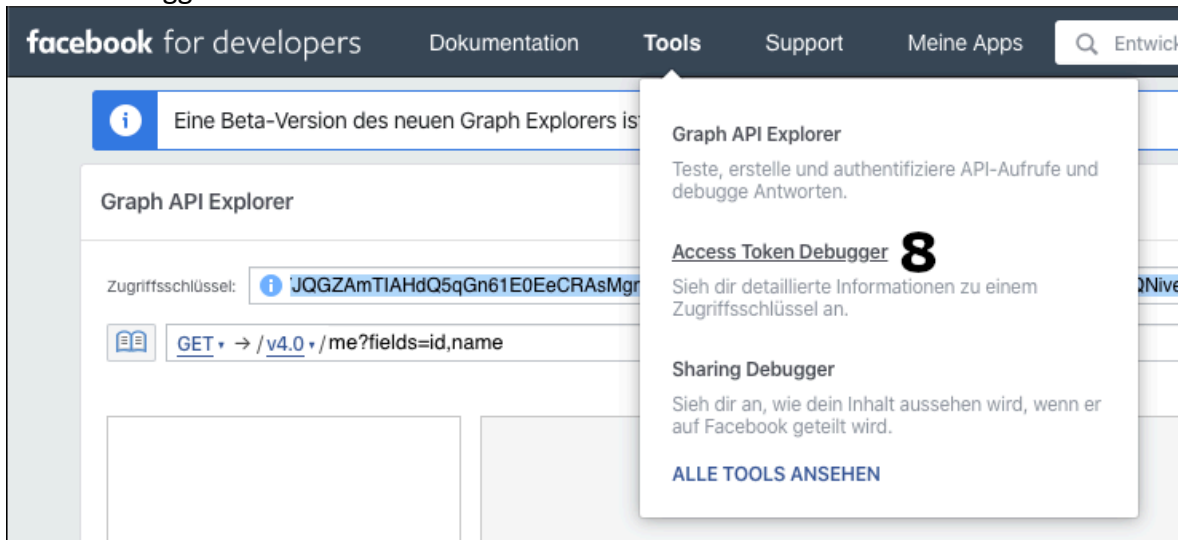 facebook for developers Dokumentation Tools Support Meine Apps Entwick
Eine Beta-Version des neuen Graph Explorers ist
Graph API Explorer
Zugriffsschlüssel: JQGZAmTIAHdQ5qGn61E0EeCRAsMgr
QNive
GET → / v4.0 / me?fields=id,name
Graph API Explorer
Teste, erstelle und authentifiziere API-Aufrufe und
debugge Antworten.
Access Token Debugger 8
Sieh dir detaillierte Informationen zu einem
Zugriffsschlüssel an.
Sharing Debugger
Sieh dir an, wie dein Inhalt aussehen wird, wenn er
auf Facebook geteilt wird.
ALLE TOOLS ANSEHEN